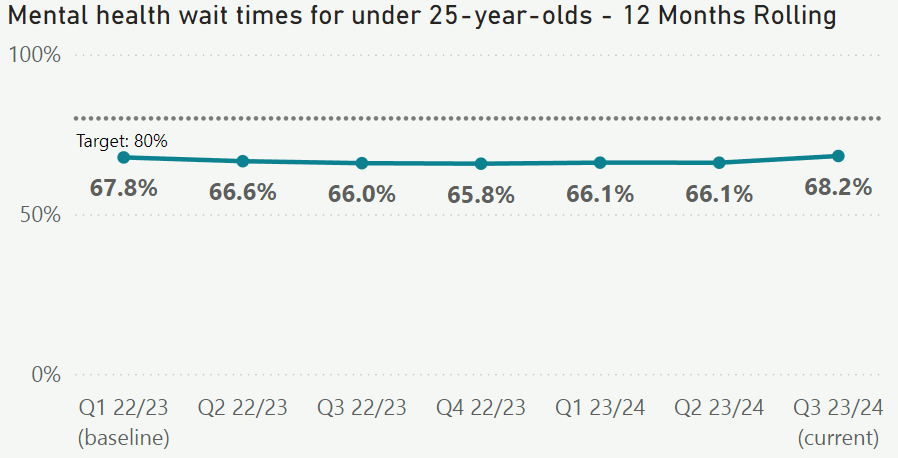 Mental health wait times for under 25-year-olds - 12 Months Rolling
100%
Target: 80%
67.8%
66.6%
66.0%
65.8%
66.1%
66.1%
68.2%
50%
0%
Q1 22/23 Q2 22/23 Q3 22/23 Q4 22/23 Q1 23/24 Q2 23/24 Q3 23/24
(baseline) (current)